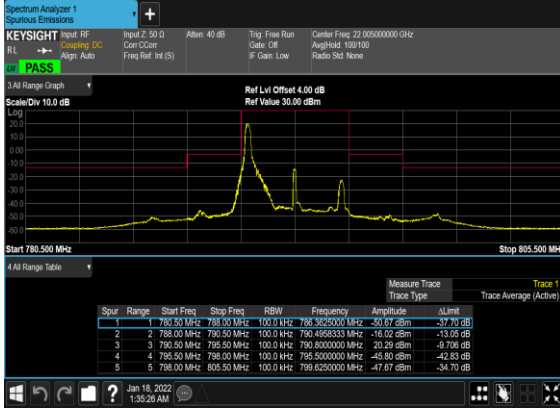 Spectrum Analyzer 1
Spurious Emissions
+
KEYSIGHT Input: RF Input Z: 50 Ω Atten: 40 dB Trig: Free Run Center Freq: 22.005000000 GHz
RL Coupling: DC Corr CCorr Gate: Off Avg|Hold: 100/100
Align: Auto Freq Ref: Int (S) IF Gain: Low Radio Std: None
PASS
3.All Range Graph Ref Lvl Offset 4.00 dB
Scale/Div 10.0 dB Ref Value 30.00 dBm
Log
20.0
10.0
0.00
-10.0
-20.0
-30.0
-40.0
-50.0
-60.0
Start 780.500 MHz Stop 805.500 MH
4.All Range Table
Measure Trace Trace 1
Trace Type Trace Average (Active)
Spur Range Start Freq Stop Freq RBW Frequency Amplitude ΔLimit
1 1 780.50 MHz 788.00 MHz 100.0 kHz 786.3625000 MHz -50.67 dBm -37.70 dB
2 2 788.00 MHz 790.50 MHz 100.0 kHz 790.4958333 MHz -16.02 dBm -13.05 dB
3 3 790.50 MHz 795.50 MHz 100.0 kHz 790.8000000 MHz 20.29 dBm -9.706 dB
4 4 795.50 MHz 798.00 MHz 100.0 kHz 795.5000000 MHz -45.80 dBm -42.83 dB
5 5 798.00 MHz 805.50 MHz 100.0 kHz 799.6250000 MHz -47.67 dBm -34.70 dB
?
Jan 18, 2022
1:35:26 AM